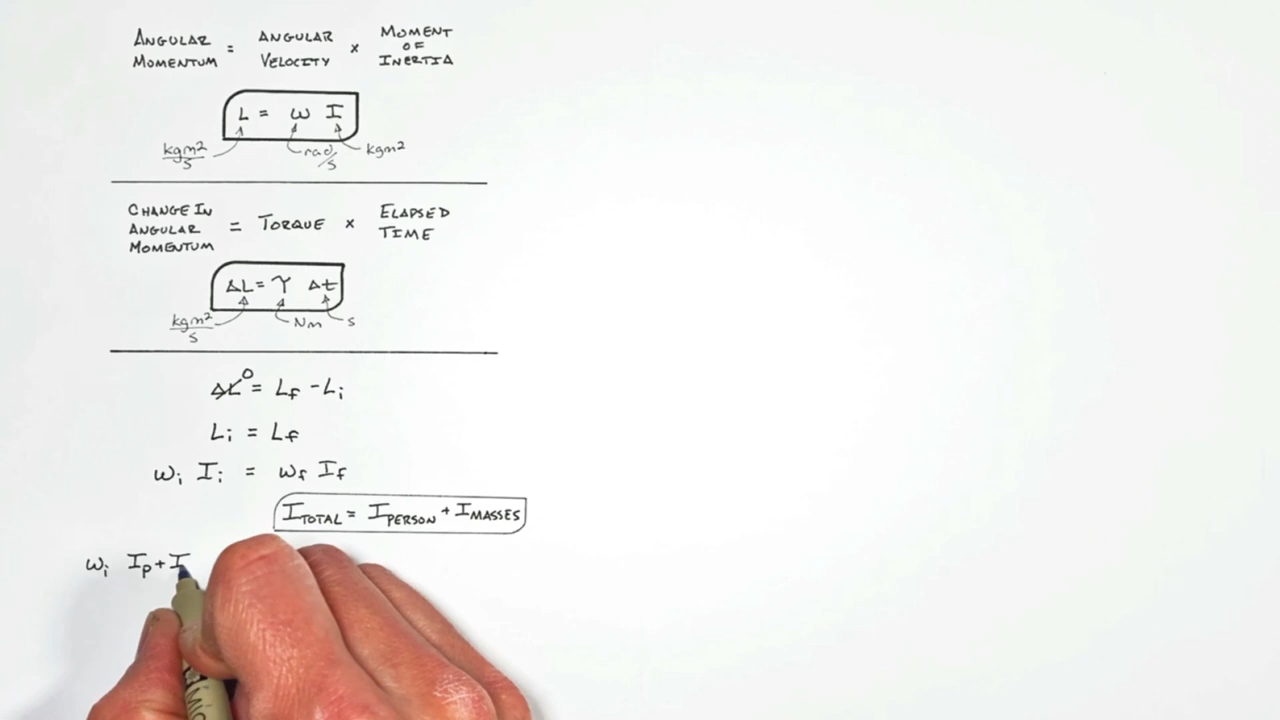 ANGULAR MOMENTUM = ANGULAR VELOCITY × MOMENT OF INERTIA
L = ω I
kgm²/s rad/s kgm²
CHANGE IN ANGULAR MOMENTUM = TORQUE × ELAPSED TIME
ΔL = τ Δt
kgm²/s Nm s
ΔL⁰ = Lf - Li
Li = Lf
ωi Ii = ωf If
ITOTAL = IPERSON + IMASSES
ωi Ip + I